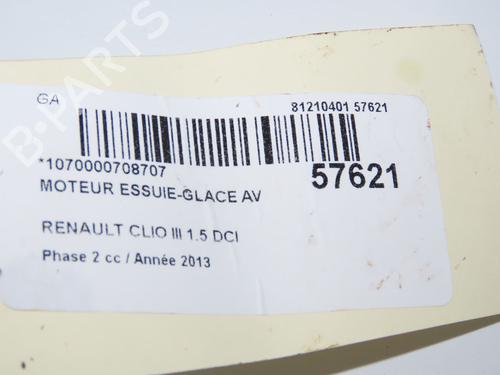 GA
81210401 57621
*1070000708707
57621
MOTEUR ESSUIE-GLACE AV
RENAULT CLIO III 1.5 DCI
Phase 2 cc / Année 2013
B-PARTS